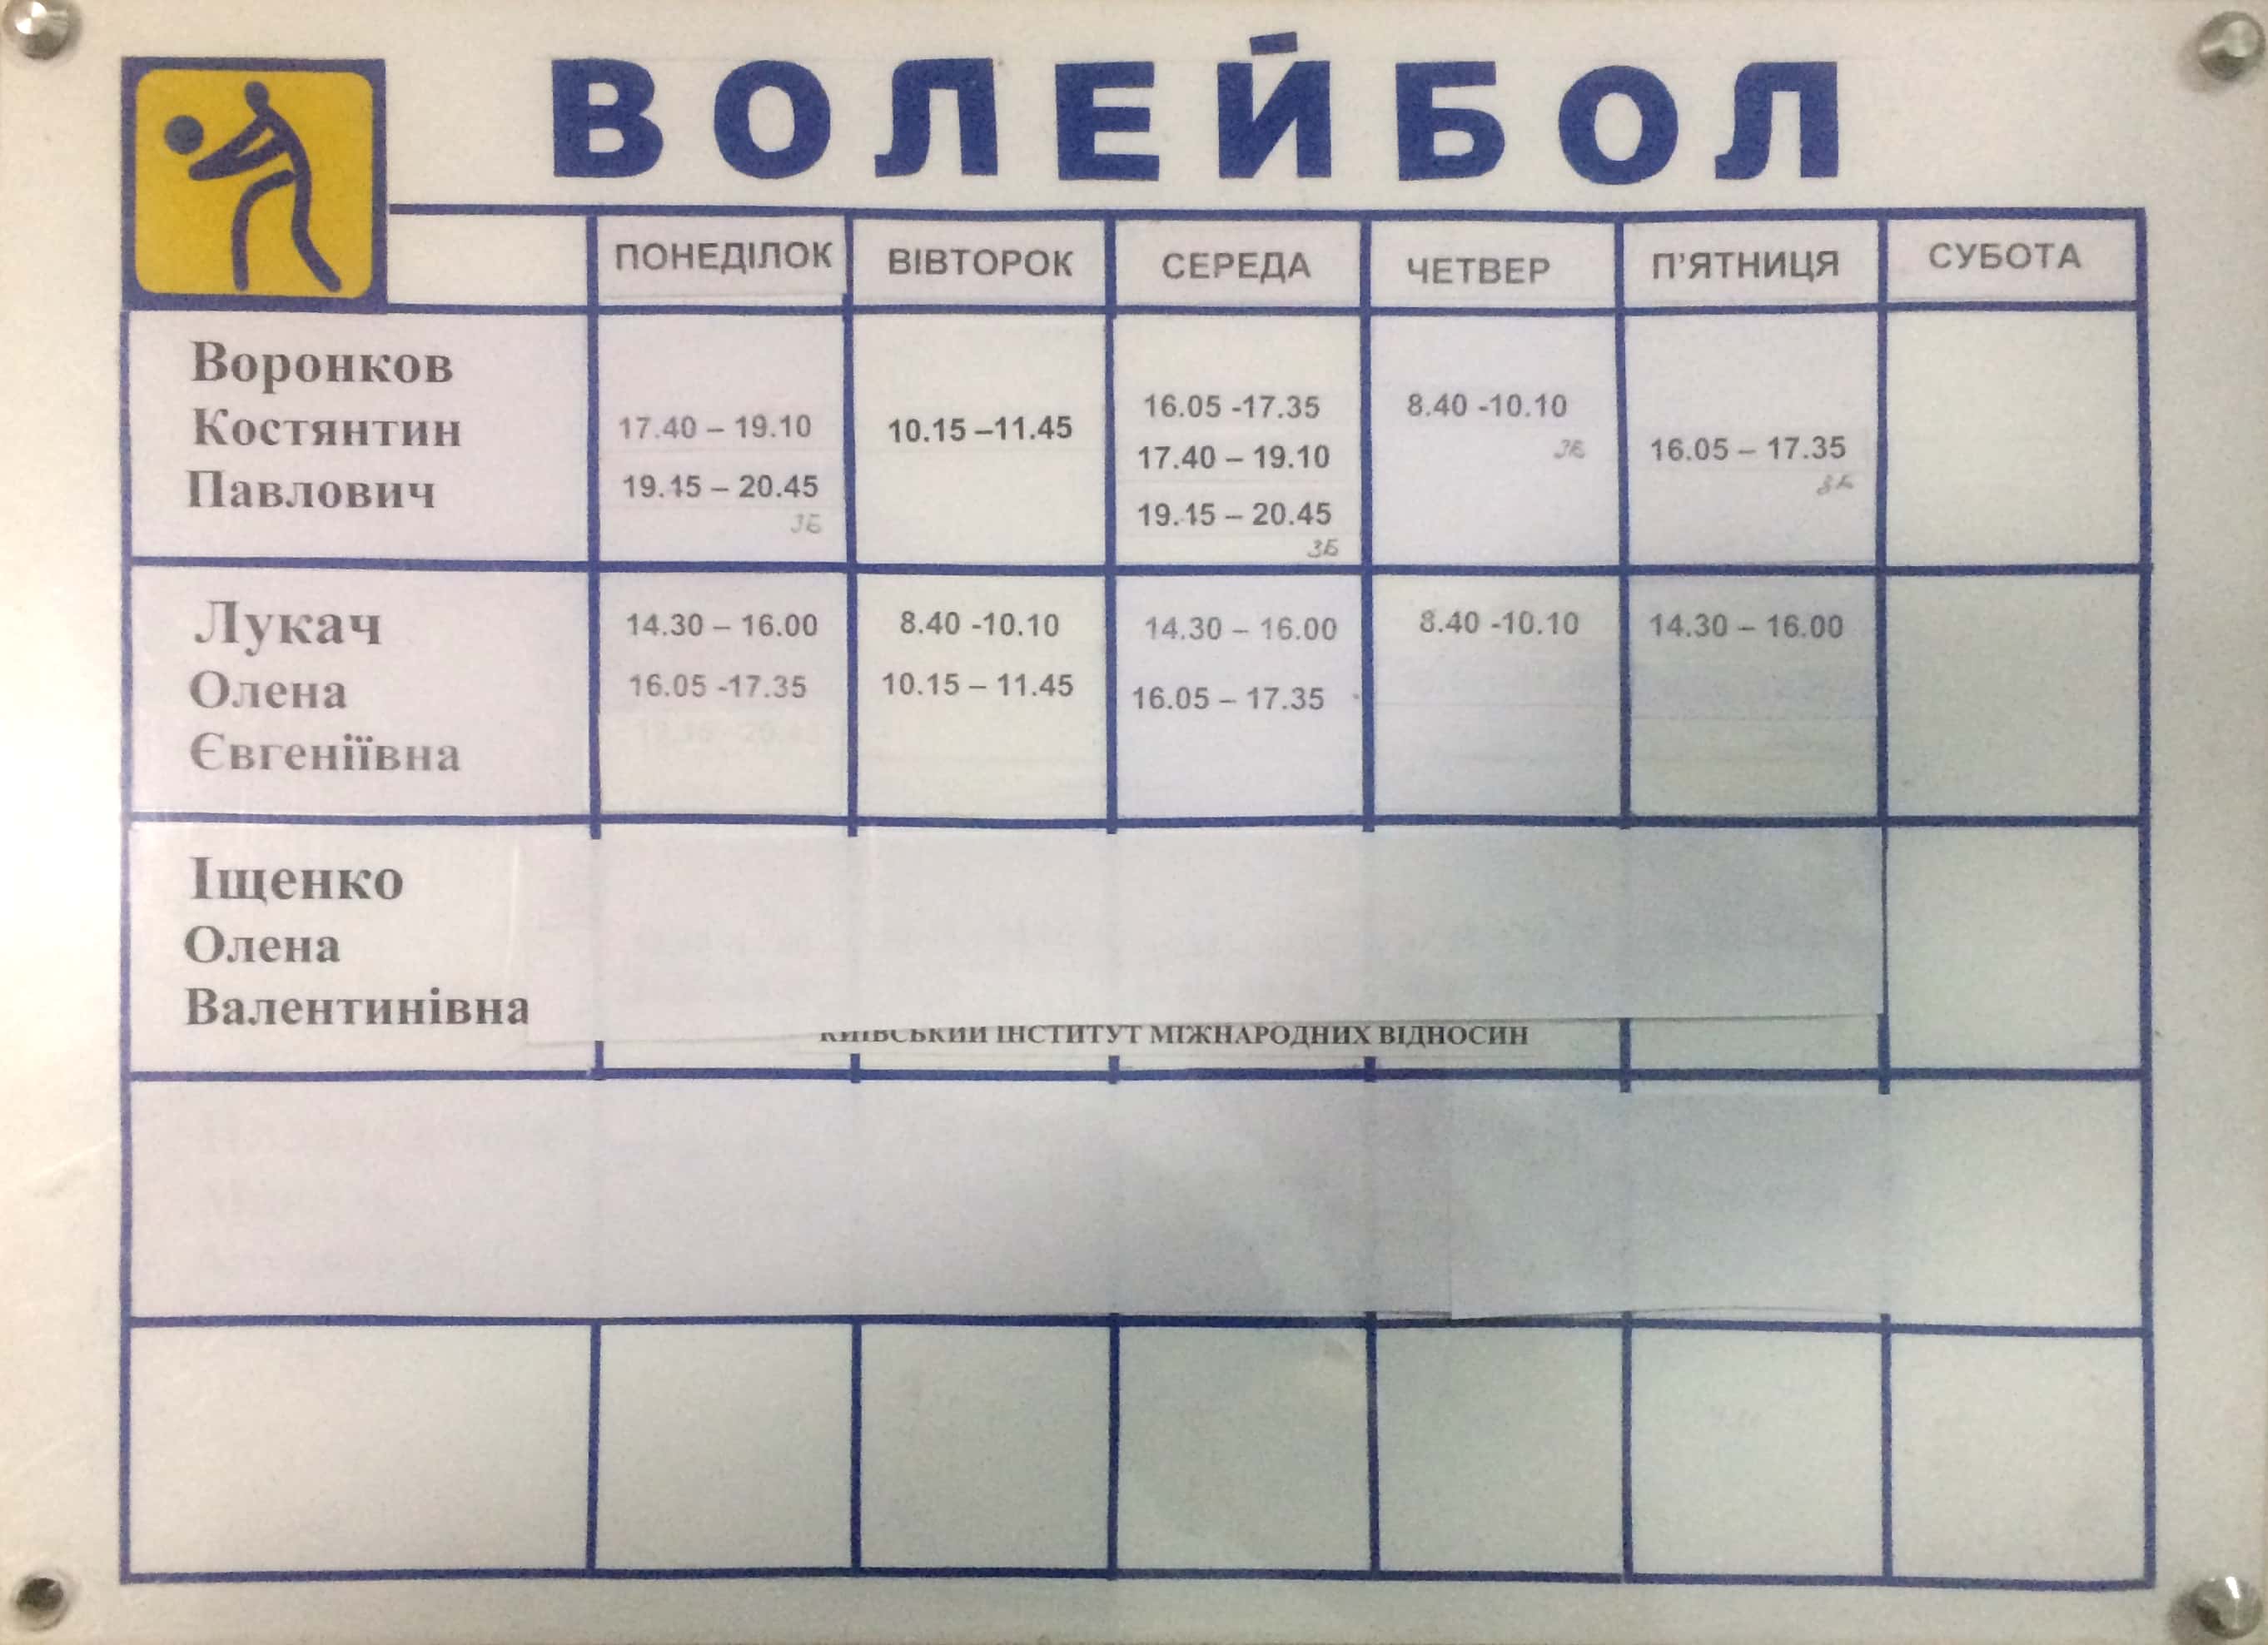 ВОЛЕЙБОЛ
ПОНЕДІЛОК ВІВТОРОК СЕРЕДА ЧЕТВЕР П'ЯТНИЦЯ СУБОТА
Воронков
Костянтин
Павлович
17.40 – 19.10
19.15 – 20.45
ЗБ
10.15 –11.45
16.05 -17.35
17.40 – 19.10
19.15 – 20.45
ЗБ
8.40 -10.10
ЗБ
16.05 – 17.35
ЗБ
Лукач
Олена
Євгеніївна
14.30 – 16.00
16.05 -17.35
8.40 -10.10
10.15 – 11.45
14.30 – 16.00
16.05 – 17.35
8.40 -10.10
14.30 – 16.00
Іщенко
Олена
Валентинівна
КИЇВСЬКИЙ ІНСТИТУТ МІЖНАРОДНИХ ВІДНОСИН